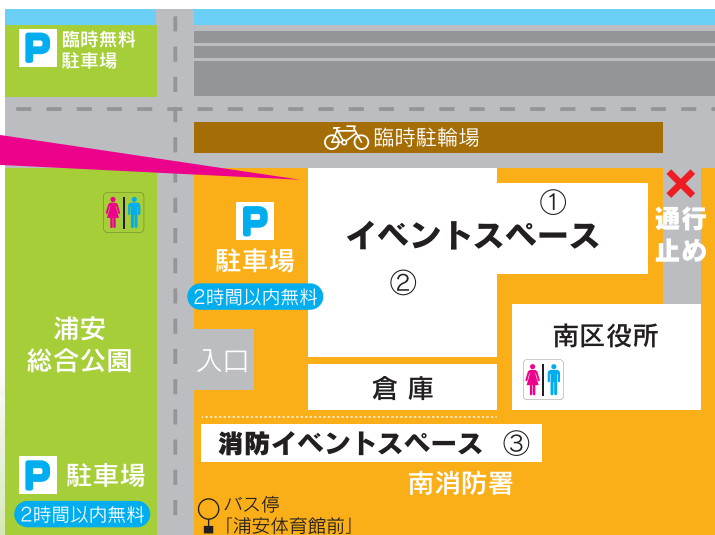 P 臨時無料
駐車場
臨時駐輪場
①
イベントスペース
②
通行
止め
P
駐車場
2時間以内無料
浦安
総合公園
入口
南区役所
倉庫
消防イベントスペース ③
南消防署
P 駐車場
2時間以内無料
バス停
「浦安体育館前」